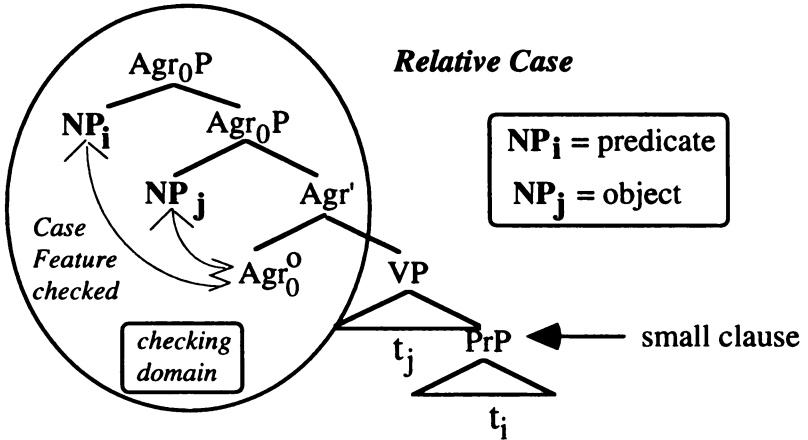 Relative Case
Agr₀P
NPᵢ
Agr₀P
NPᵢ = predicate
NPⱼ = object
NPⱼ
Agr'
Case
Feature
checked
Agr₀⁰
VP
checking
domain
tⱼ
PrP
small clause
tᵢ